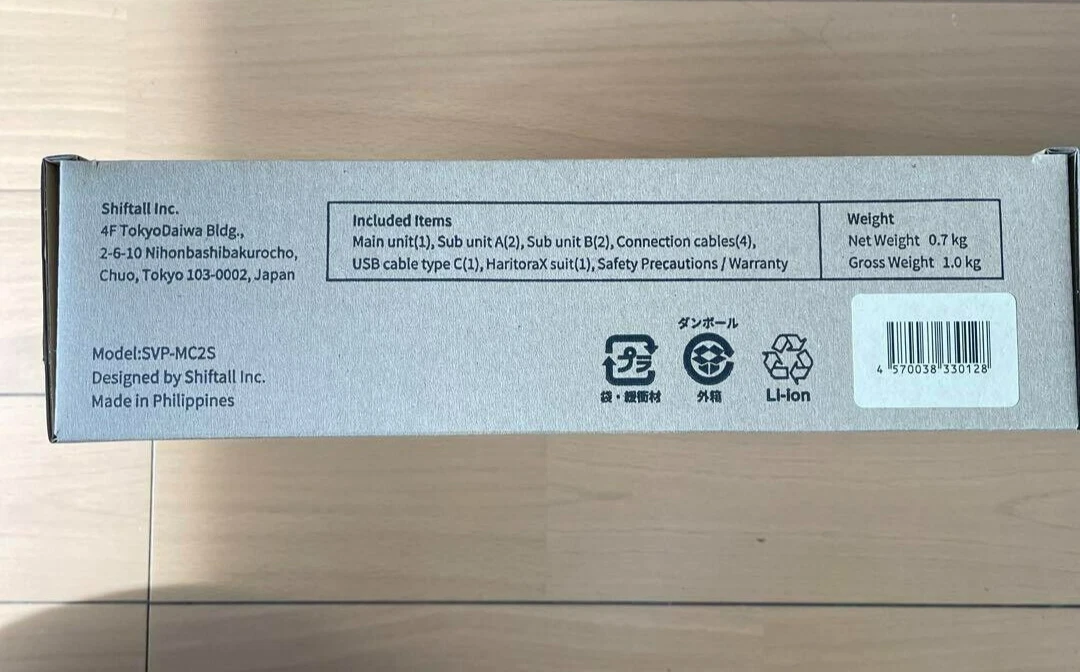 Shiftall Inc.
4F TokyoDaiwa Bldg.,
2-6-10 Nihonbashibakurocho,
Chuo, Tokyo 103-0002, Japan
Included Items
Main unit(1), Sub unit A(2), Sub unit B(2), Connection cables(4),
USB cable type C(1), HaritoraX suit(1), Safety Precautions / Warranty
Weight
Net Weight 0.7 kg
Gross Weight 1.0 kg
Model:SVP-MC2S
Designed by Shiftall Inc.
Made in Philippines
プラ
袋・緩衝材
ダンボール
外箱
Li-ion
4 570038 330128